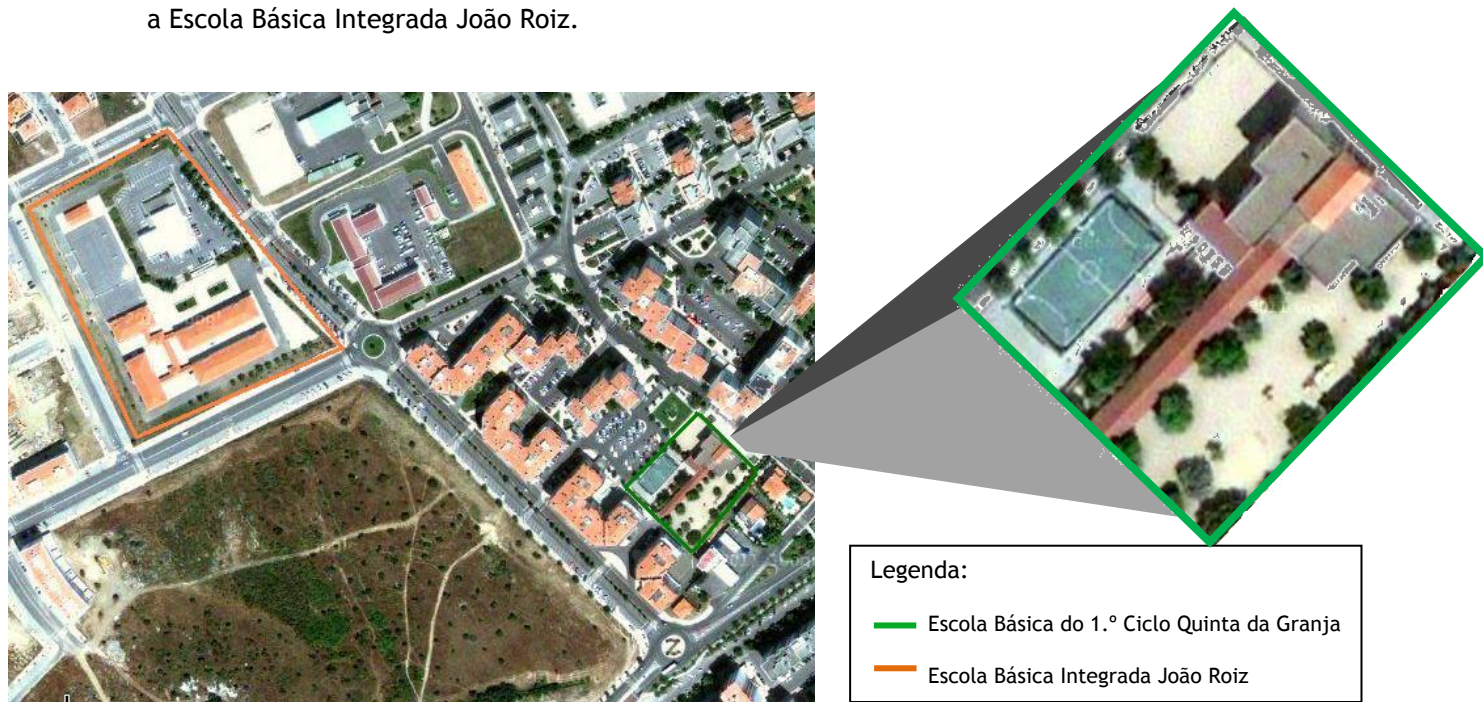 a Escola Básica Integrada João Roiz.
Legenda:
Escola Básica do 1.º Ciclo Quinta da Granja
Escola Básica Integrada João Roiz